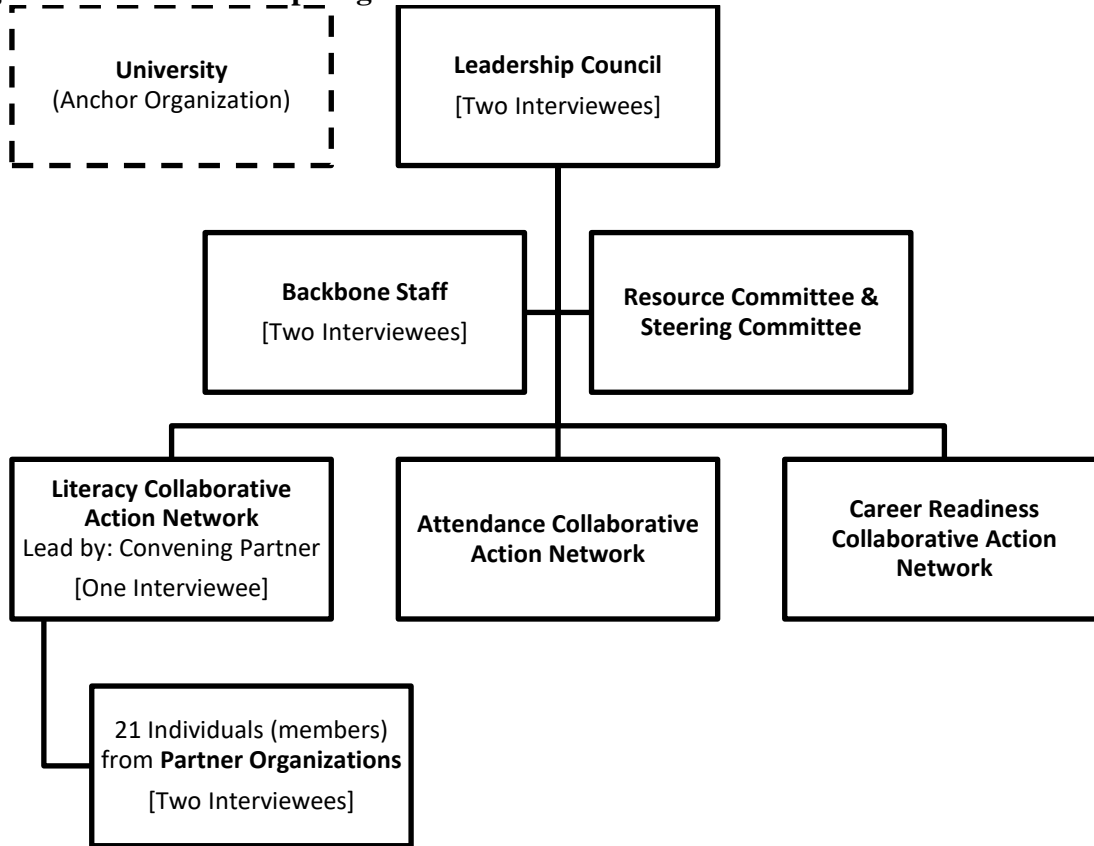 University
(Anchor Organization)
Leadership Council
[Two Interviewees]
Backbone Staff
[Two Interviewees]
Resource Committee &
Steering Committee
Literacy Collaborative
Action Network
Lead by: Convening Partner
[One Interviewee]
Attendance Collaborative
Action Network
Career Readiness
Collaborative Action
Network
21 Individuals (members)
from Partner Organizations
[Two Interviewees]